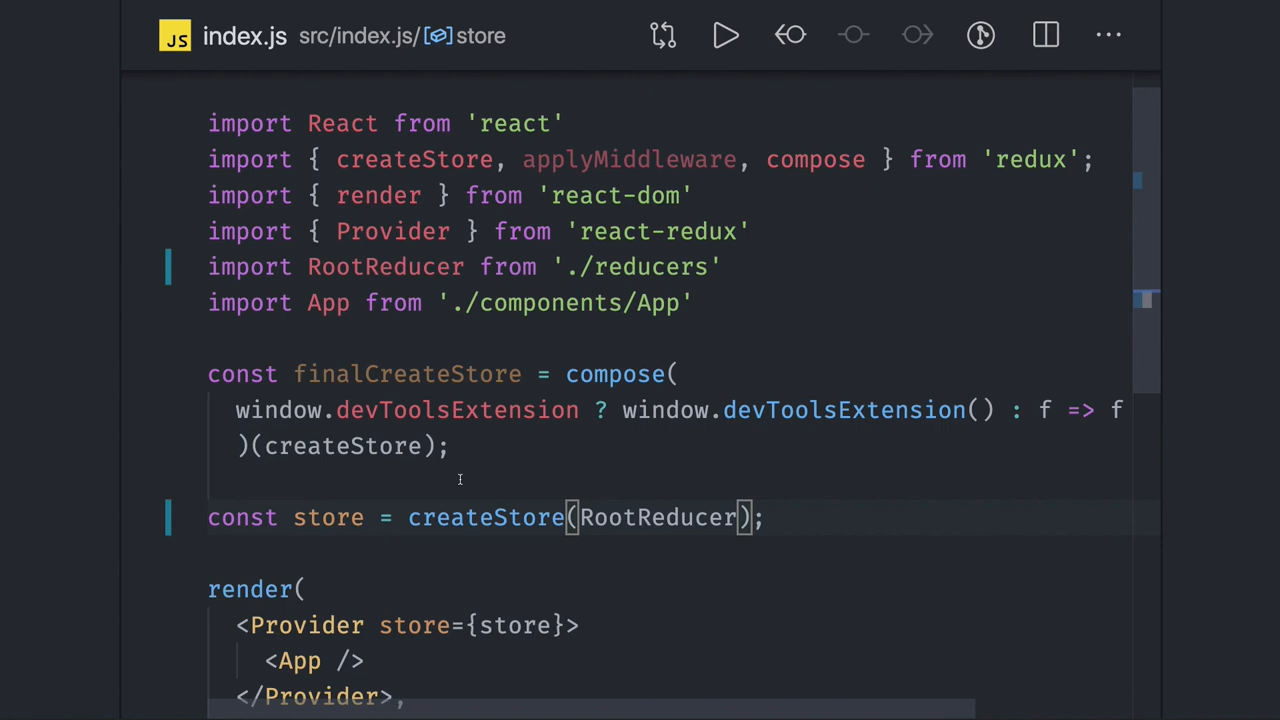 JS index.js src/index.js/store
import React from 'react'
import { createStore, applyMiddleware, compose } from 'redux';
import { render } from 'react-dom'
import { Provider } from 'react-redux'
import RootReducer from './reducers'
import App from './components/App'
const finalCreateStore = compose(
window.devToolsExtension ? window.devToolsExtension() : f => f
)(createStore);
const store = createStore(RootReducer);
render(
<Provider store={store}>
<App />
</Provider>,